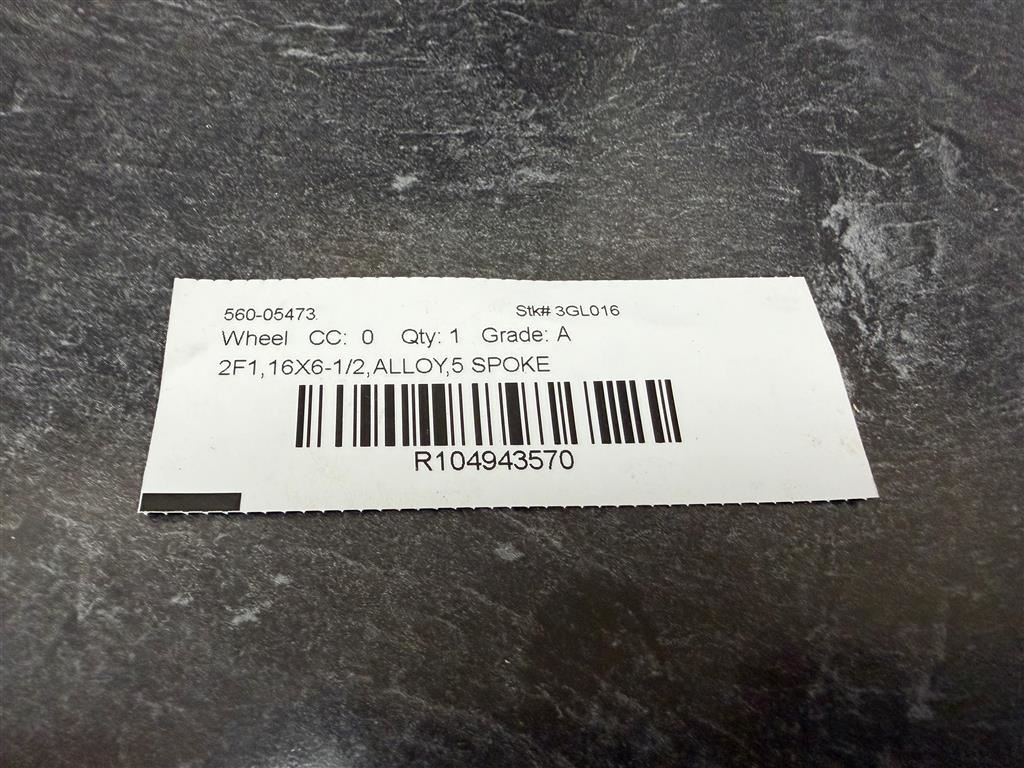 560-05473 Stk# 3GL016
Wheel CC: 0 Qty: 1 Grade: A
2F1,16X6-1/2,ALLOY,5 SPOKE
R104943570